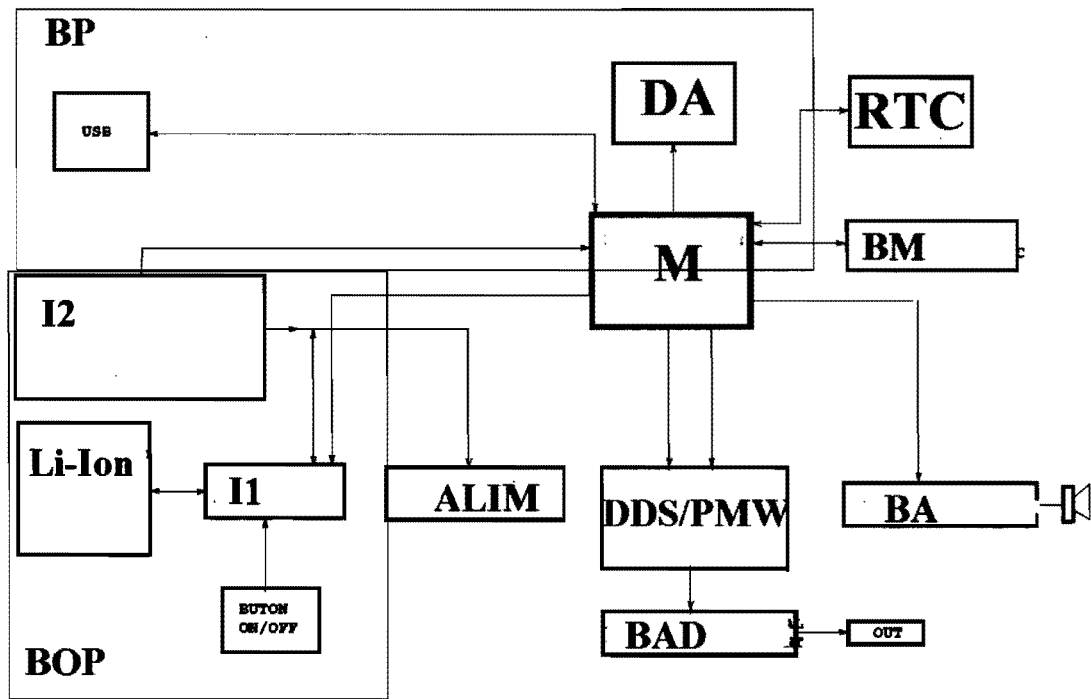 BP
DA
RTC
USB
M
BM
I2
Li-Ion
I1
ALIM
DDS/PMW
BA
BUTON
ON/OFF
BAD
OUT
BOP